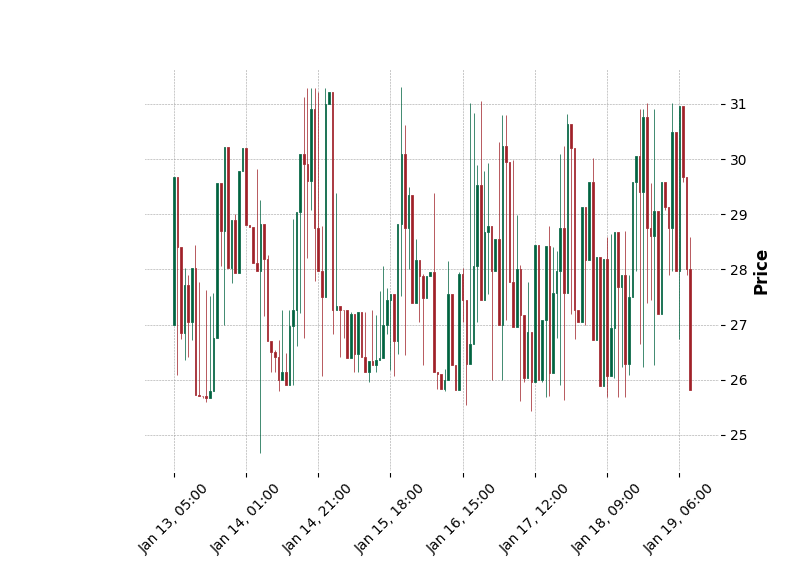 31
30
29
28
27
26
25
Price
Jan 13, 05:00
Jan 14, 01:00
Jan 14, 21:00
Jan 15, 18:00
Jan 16, 15:00
Jan 17, 12:00
Jan 18, 09:00
Jan 19, 06:00